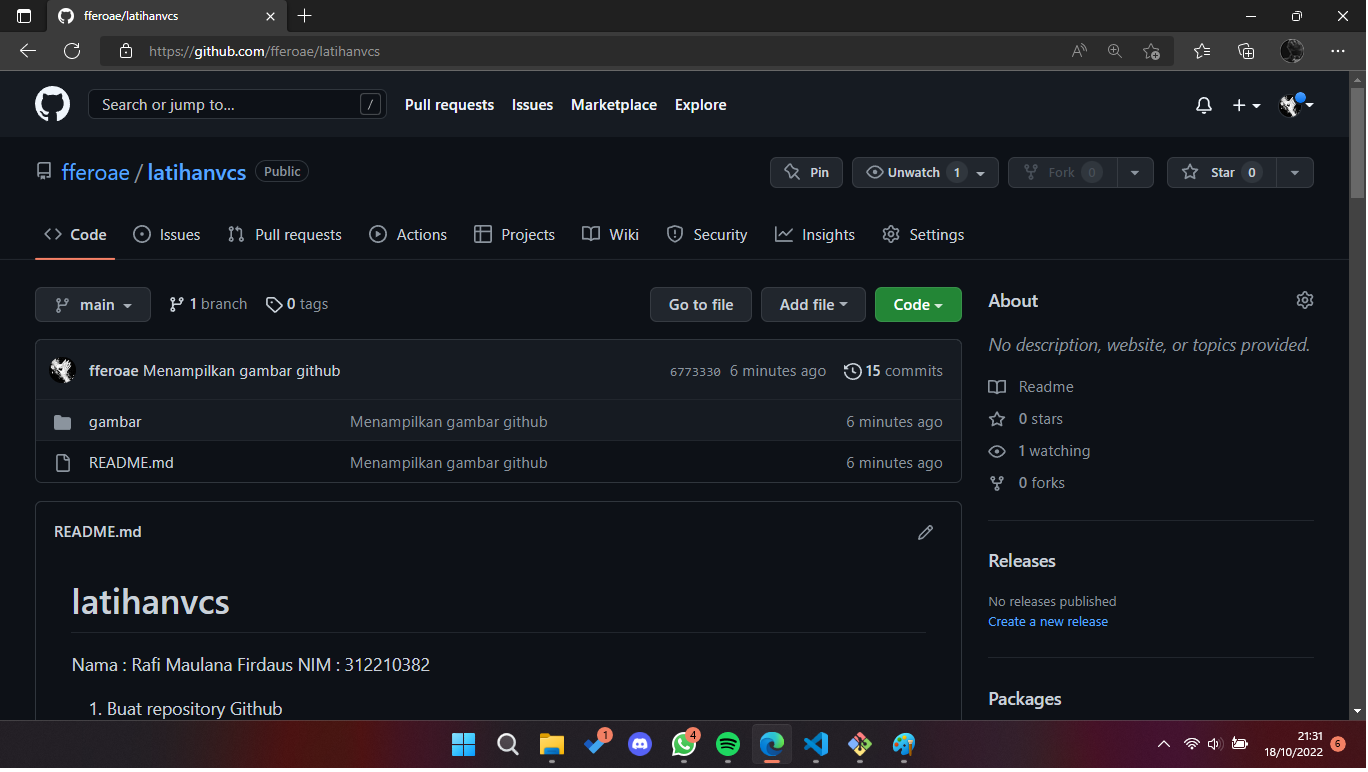 fferoae/latihanvcs
https://github.com/fferoae/latihanvcs
Search or jump to... /
Pull requests Issues Marketplace Explore
fferoae / latihanvcs Public
Pin Unwatch 1 Fork 0 Star 0
Code Issues Pull requests Actions Projects Wiki Security Insights Settings
main 1 branch 0 tags Go to file Add file Code
fferoae Menampilkan gambar github 6773330 6 minutes ago 15 commits
gambar Menampilkan gambar github 6 minutes ago
README.md Menampilkan gambar github 6 minutes ago
README.md
latihanvcs
Nama : Rafi Maulana Firdaus NIM : 312210382
1. Buat repository Github
About
No description, website, or topics provided.
Readme
0 stars
1 watching
0 forks
Releases
No releases published
Create a new release
Packages
1
4
21:31
18/10/2022
6